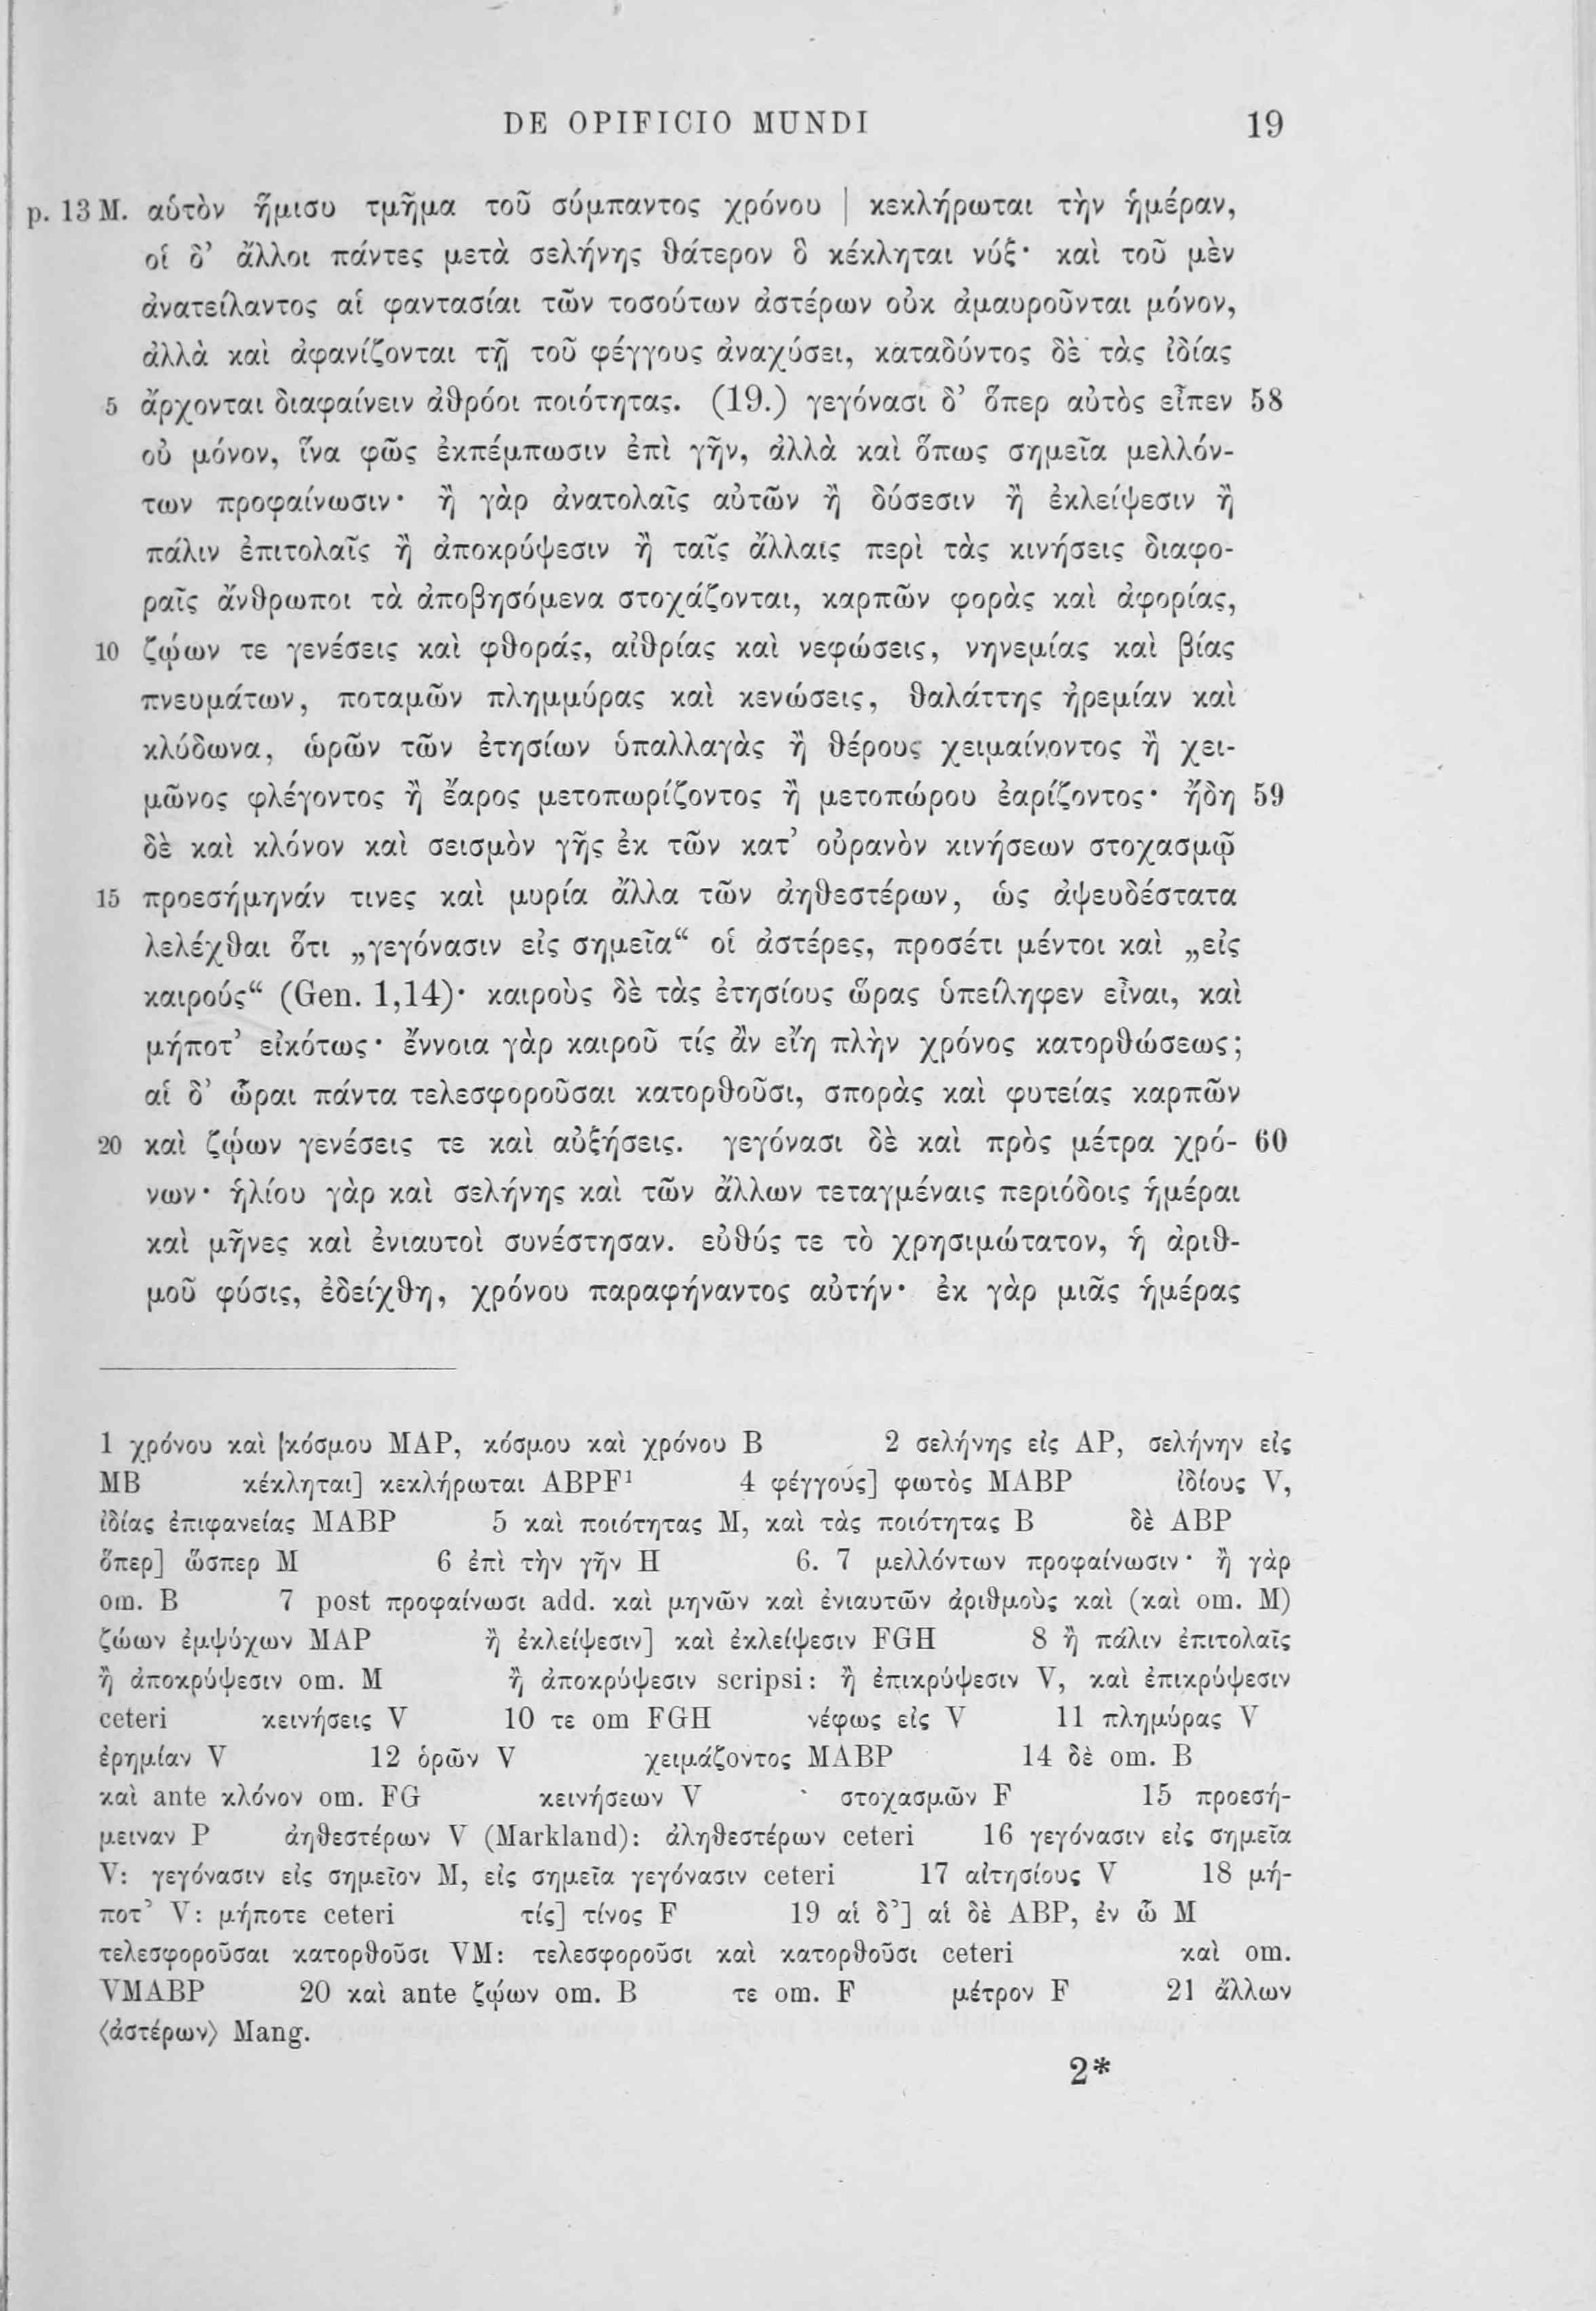 DE OPIFICIO MUNDI 19
p. 13 M. αὑτὸν ἥμισυ τμῆμα τοῦ σύμπαντος χρόνου | κεκλήρωται τὴν ἡμέραν,
οἱ δ’ ἄλλοι πάντες μετὰ σελήνης θάτερον ὃ κέκληται νύξ· καὶ τοῦ μὲν
ἀνατείλαντος αἱ φαντασίαι τῶν τοσούτων ἀστέρων οὐκ ἀμαυροῦνται μόνον,
ἀλλὰ καὶ ἀφανίζονται τῇ τοῦ φέγγους ἀναχύσει, καταδύντος δὲ τὰς ἰδίας
5 ἄρχονται διαφαίνειν ἀθρόοι ποιότητας. (19.) γεγόνασι δ’ ὅπερ αὐτὸς εἶπεν 58
οὐ μόνον, ἵνα φῶς ἐκπέμπωσιν ἐπὶ γῆν, ἀλλὰ καὶ ὅπως σημεῖα μελλόν-
των προφαίνωσιν· ἢ γὰρ ἀνατολαῖς αὐτῶν ἢ δύσεσιν ἢ ἐκλείψεσιν ἢ
πάλιν ἐπιτολαῖς ἢ ἀποκρύψεσιν ἢ ταῖς ἄλλαις περὶ τὰς κινήσεις διαφο-
ραῖς ἄνθρωποι τὰ ἀποβησόμενα στοχάζονται, καρπῶν φορὰς καὶ ἀφορίας,
10 ζῴων τε γενέσεις καὶ φθοράς, αἰθρίας καὶ νεφώσεις, νηνεμίας καὶ βίας
πνευμάτων, ποταμῶν πλημμύρας καὶ κενώσεις, θαλάττης ἠρεμίαν καὶ
κλύδωνα, ὡρῶν τῶν ἐτησίων ὑπαλλαγὰς ἢ θέρους χειμαίνοντος ἢ χει-
μῶνος φλέγοντος ἢ ἔαρος μετοπωρίζοντος ἢ μετοπώρου ἐαρίζοντος· ἤδη 59
δὲ καὶ κλόνον καὶ σεισμὸν γῆς ἐκ τῶν κατ’ οὐρανὸν κινήσεων στοχασμῷ
15 προεσήμηνάν τινες καὶ μυρία ἄλλα τῶν ἀηθεστέρων, ὡς ἀψευδέστατα
λελέχθαι ὅτι „γεγόνασιν εἰς σημεῖα“ οἱ ἀστέρες, προσέτι μέντοι καὶ „εἰς
καιρούς“ (Gen. 1,14)· καιροὺς δὲ τὰς ἐτησίους ὥρας ὑπείληφεν εἶναι, καὶ
μήποτ’ εἰκότως· ἔννοια γὰρ καιροῦ τίς ἂν εἴη πλὴν χρόνος κατορθώσεως;
αἱ δ’ ὧραι πάντα τελεσφοροῦσαι κατορθοῦσι, σπορὰς καὶ φυτείας καρπῶν
20 καὶ ζῴων γενέσεις τε καὶ αὐξήσεις. γεγόνασι δὲ καὶ πρὸς μέτρα χρό- 60
νων· ἡλίου γὰρ καὶ σελήνης καὶ τῶν ἄλλων τεταγμέναις περιόδοις ἡμέραι
καὶ μῆνες καὶ ἐνιαυτοὶ συνέστησαν. εὐθύς τε τὸ χρησιμώτατον, ἡ ἀριθ-
μοῦ φύσις, ἐδείχθη, χρόνου παραφήναντος αὐτήν· ἐκ γὰρ μιᾶς ἡμέρας
1 χρόνου καὶ |κόσμου MAP, κόσμου καὶ χρόνου B 2 σελήνης εἰς AP, σελήνην εἰς
MB κέκληται] κεκλήρωται ABPF¹ 4 φέγγους] φωτὸς MABP ἰδίους V,
ἰδίας ἐπιφανείας MABP 5 καὶ ποιότητας M, καὶ τὰς ποιότητας B δὲ ABP
ὅπερ] ὥσπερ M 6 ἐπὶ τὴν γῆν H 6. 7 μελλόντων προφαίνωσιν· ἢ γὰρ
om. B 7 post προφαίνωσι add. καὶ μηνῶν καὶ ἐνιαυτῶν ἀριθμοὺς καὶ (καὶ om. M)
ζώων ἐμψύχων MAP ἢ ἐκλείψεσιν] καὶ ἐκλείψεσιν FGH 8 ἢ πάλιν ἐπιτολαῖς
ἢ ἀποκρύψεσιν om. M ἢ ἀποκρύψεσιν scripsi: ἢ ἐπικρύψεσιν V, καὶ ἐπικρύψεσιν
ceteri κεινήσεις V 10 τε om FGH νέφως εἰς V 11 πλημύρας V
ἐρημίαν V 12 ὁρῶν V χειμάζοντος MABP 14 δὲ om. B
καὶ ante κλόνον om. FG κεινήσεων V στοχασμῶν F 15 προεσή-
μειναν P ἀηθεστέρων V (Markland): ἀληθεστέρων ceteri 16 γεγόνασιν εἰς σημεῖα
V: γεγόνασιν εἰς σημεῖον M, εἰς σημεῖα γεγόνασιν ceteri 17 αἰτησίους V 18 μή-
ποτ’ V: μήποτε ceteri τίς] τίνος F 19 αἱ δ’] αἱ δὲ ABP, ἐν ὧ M
τελεσφοροῦσαι κατορθοῦσι VM: τελεσφοροῦσι καὶ κατορθοῦσι ceteri καὶ om.
VMABP 20 καὶ ante ζῴων om. B τε om. F μέτρον F 21 ἄλλων
⟨ἀστέρων⟩ Mang.
2*